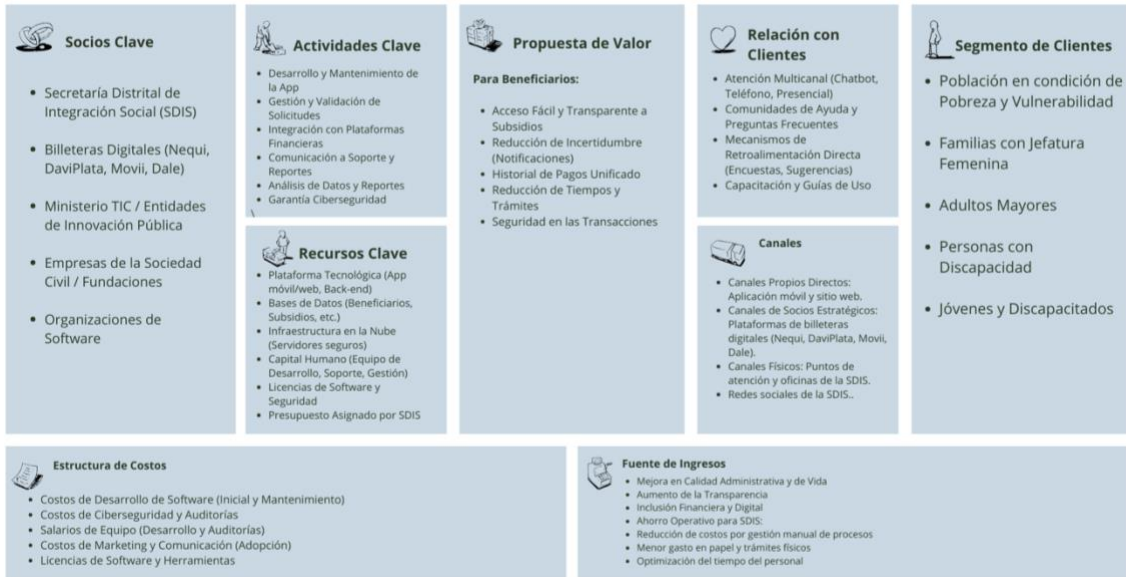 Socios Clave
• Secretaría Distrital de
Integración Social (SDIS)
• Billeteras Digitales (Nequi,
DaviPlata, Movii, Dale)
• Ministerio TIC / Entidades
de Innovación Pública
• Empresas de la Sociedad
Civil / Fundaciones
• Organizaciones de
Software
Actividades Clave
• Desarrollo y Mantenimiento de
la App
• Gestión y Validación de
Solicitudes
• Integración con Plataformas
Financieras
• Comunicación a Soporte y
Reportes
• Análisis de Datos y Reportes
• Garantía Ciberseguridad
\
Recursos Clave
• Plataforma Tecnológica (App
móvil/web, Back-end)
• Bases de Datos (Beneficiarios,
Subsidios, etc.)
• Infraestructura en la Nube
(Servidores seguros)
• Capital Humano (Equipo de
Desarrollo, Soporte, Gestión)
• Licencias de Software y
Seguridad
• Presupuesto Asignado por SDIS
Propuesta de Valor
Para Beneficiarios:
• Acceso Fácil y Transparente a
Subsidios
• Reducción de Incertidumbre
(Notificaciones)
• Historial de Pagos Unificado
• Reducción de Tiempos y
Trámites
• Seguridad en las Transacciones
Relación con
Clientes
• Atención Multicanal (Chatbot,
Teléfono, Presencial)
• Comunidades de Ayuda y
Preguntas Frecuentes
• Mecanismos de
Retroalimentación Directa
(Encuestas, Sugerencias)
• Capacitación y Guías de Uso
Canales
• Canales Propios Directos:
Aplicación móvil y sitio web.
• Canales de Socios Estratégicos:
Plataformas de billeteras
digitales (Nequi, DaviPlata, Movii,
Dale).
• Canales Físicos: Puntos de
atención y oficinas de la SDIS.
• Redes sociales de la SDIS..
Segmento de Clientes
• Población en condición de
Pobreza y Vulnerabilidad
• Familias con Jefatura
Femenina
• Adultos Mayores
• Personas con
Discapacidad
• Jóvenes y Discapacitados
Estructura de Costos
• Costos de Desarrollo de Software (Inicial y Mantenimiento)
• Costos de Ciberseguridad y Auditorías
• Salarios de Equipo (Desarrollo y Auditorías)
• Costos de Marketing y Comunicación (Adopción)
• Licencias de Software y Herramientas
Fuente de Ingresos
• Mejora en Calidad Administrativa y de Vida
• Aumento de la Transparencia
• Inclusión Financiera y Digital
• Ahorro Operativo para SDIS:
• Reducción de costos por gestión manual de procesos
• Menor gasto en papel y trámites físicos
• Optimización del tiempo del personal